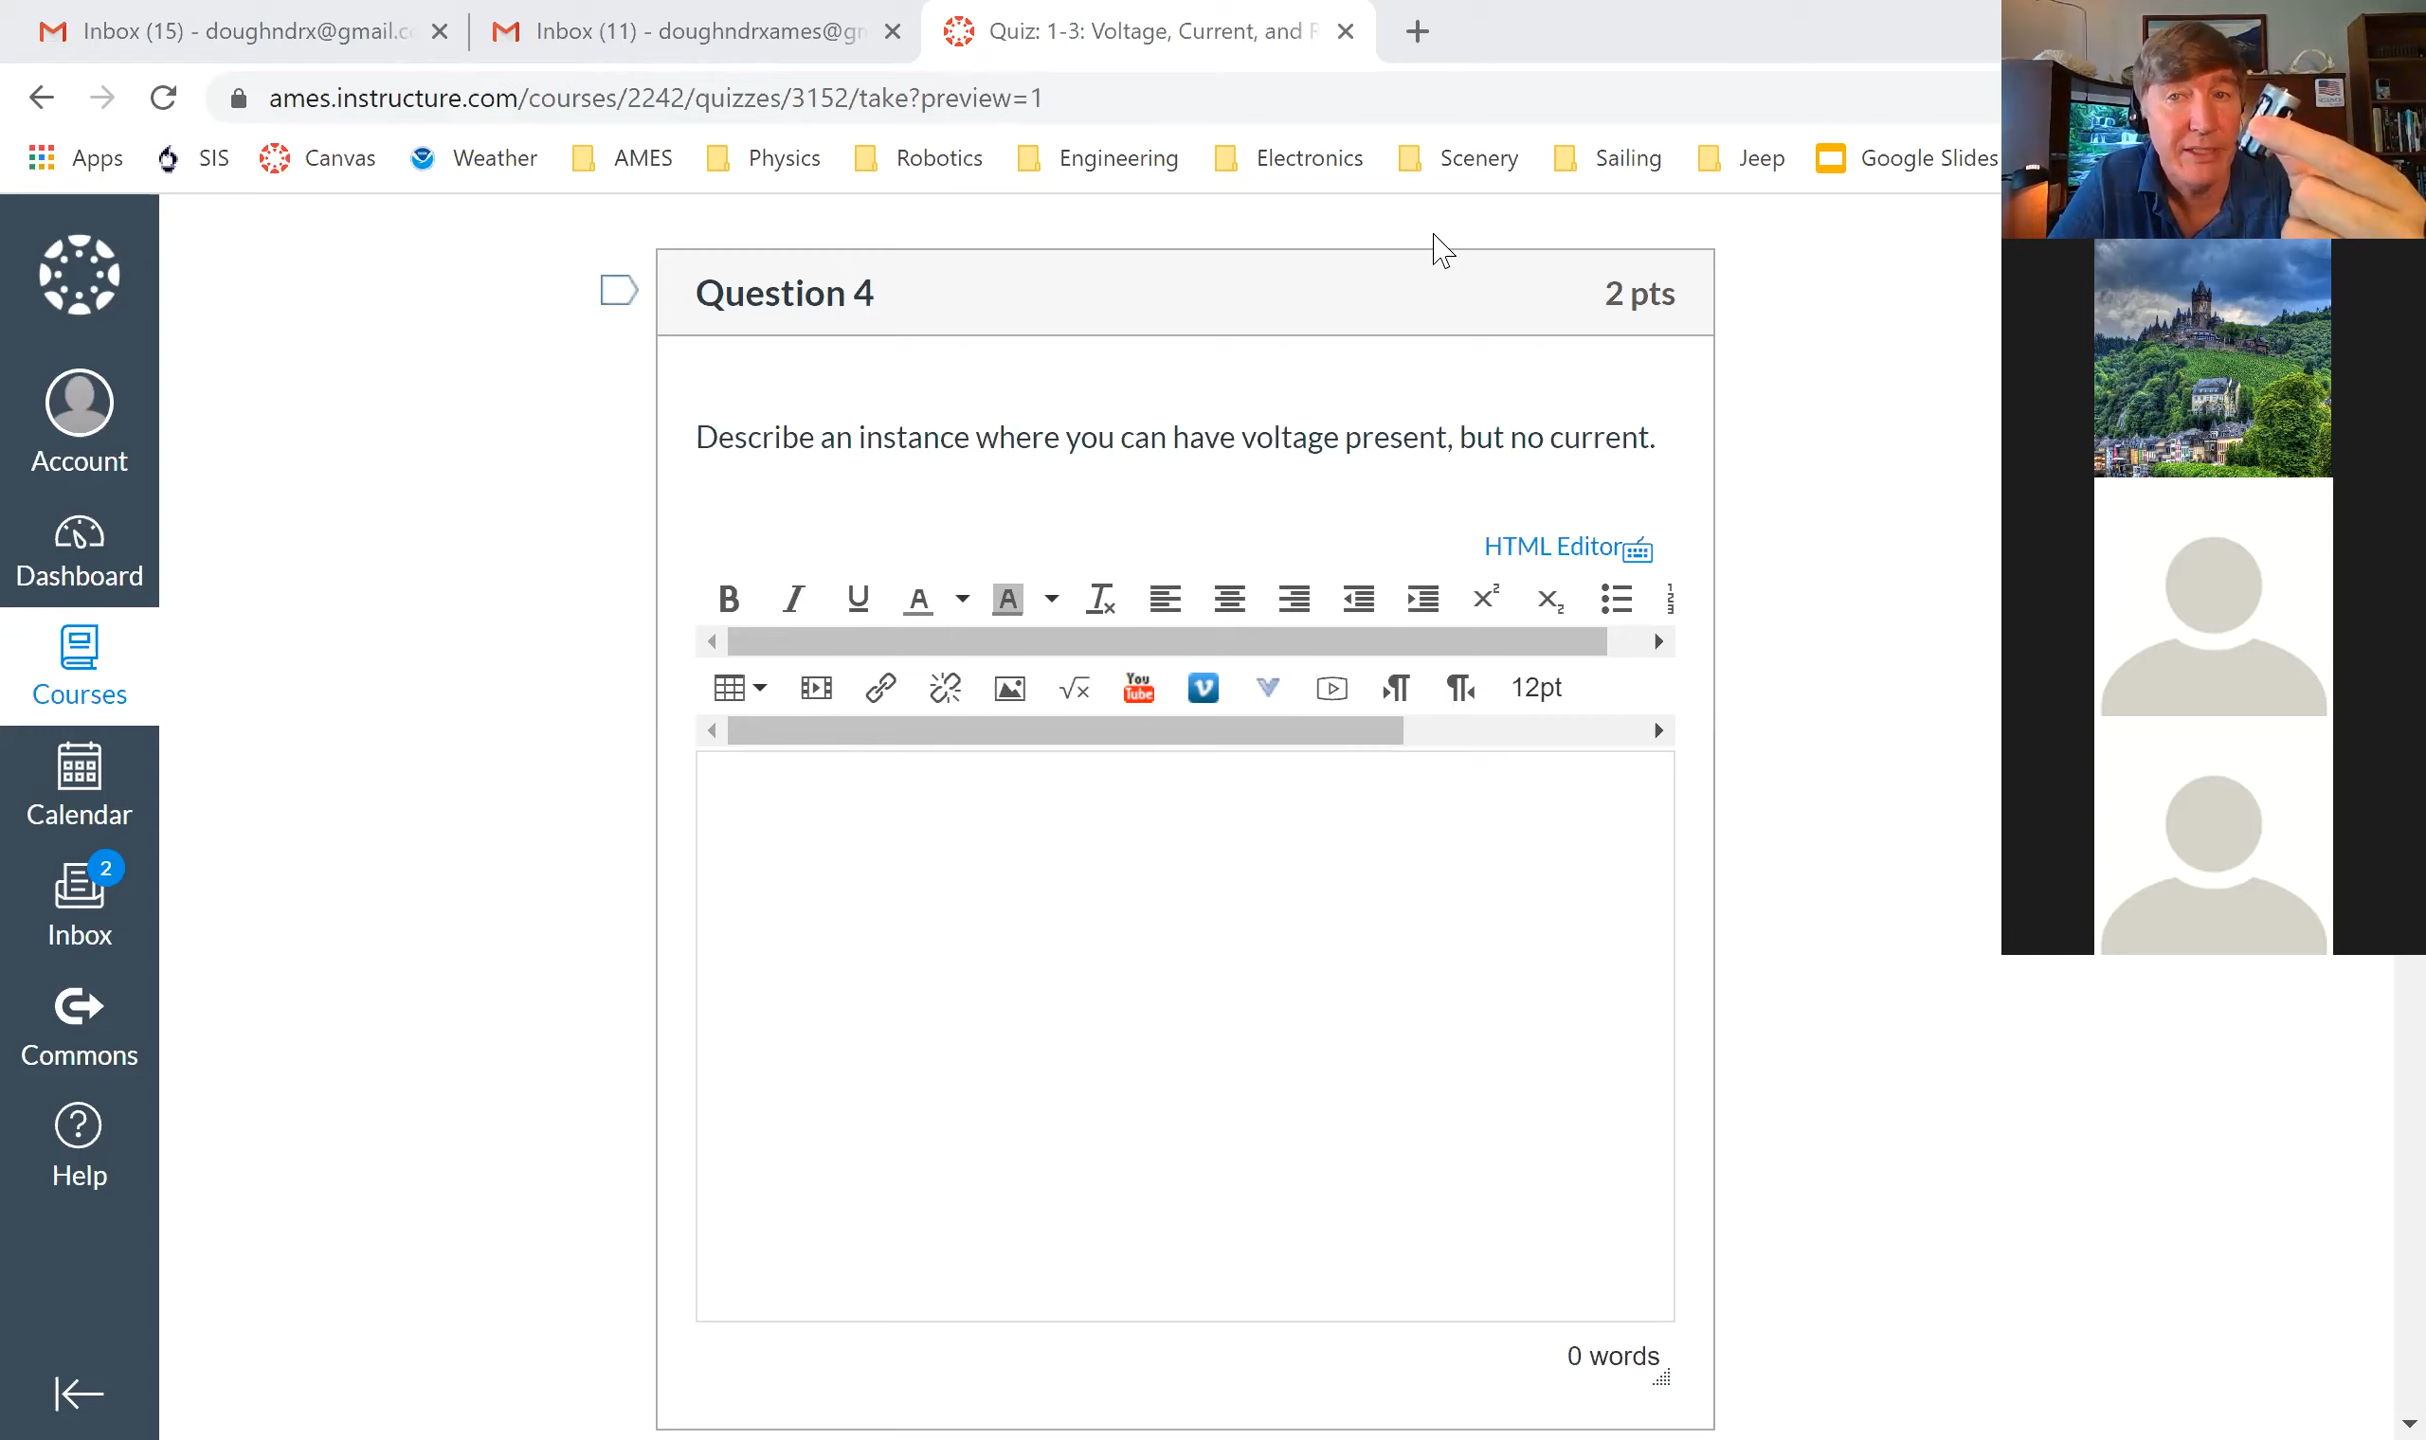 Inbox (15) - doughndrx@gmail.c
Inbox (11) - doughndrxames@g
Quiz: 1-3: Voltage, Current, and
ames.instructure.com/courses/2242/quizzes/3152/take?preview=1
Apps
SIS
Canvas
Weather
AMES
Physics
Robotics
Engineering
Electronics
Scenery
Sailing
Jeep
Google Slides
Account
Dashboard
Courses
Calendar
2
Inbox
Commons
Help
Question 4
2 pts
Describe an instance where you can have voltage present, but no current.
HTML Editor
12pt
You
Tube
0 words